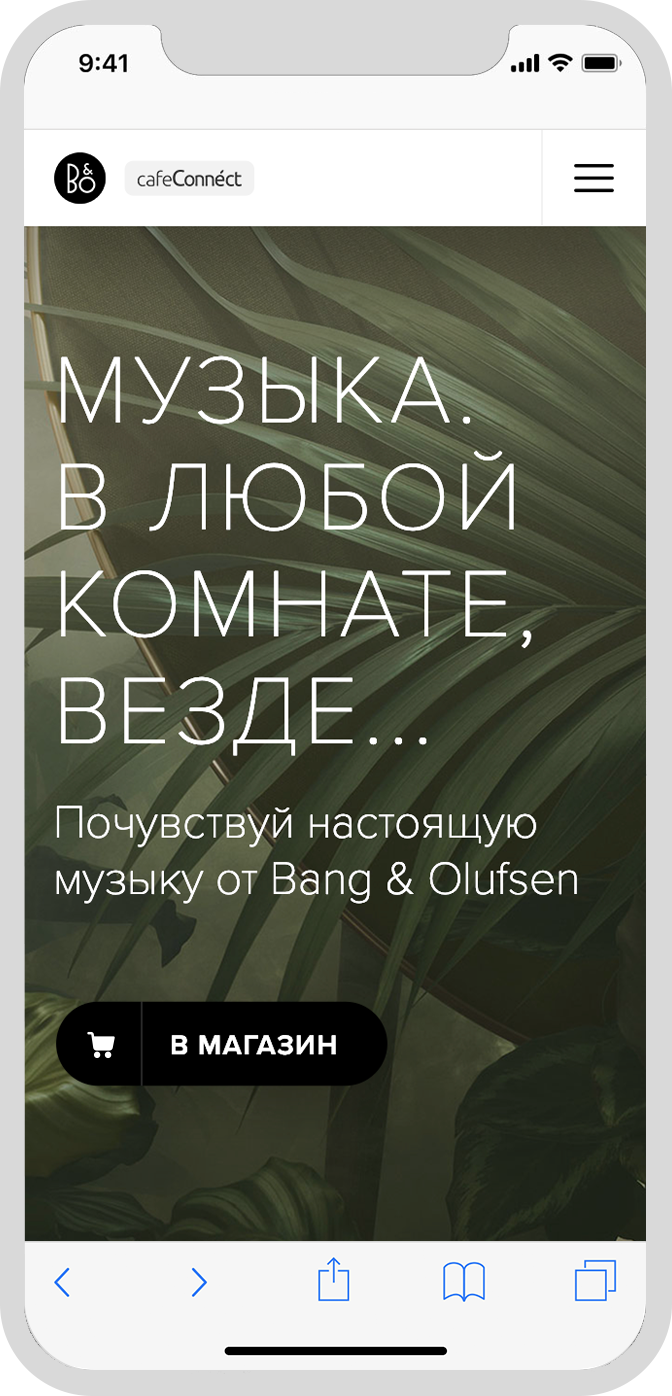 9:41
B&O
cafeConnéct
МУЗЫКА.
В ЛЮБОЙ
КОМНАТЕ,
ВЕЗДЕ...
Почувствуй настоящую
музыку от Bang & Olufsen
В МАГАЗИН